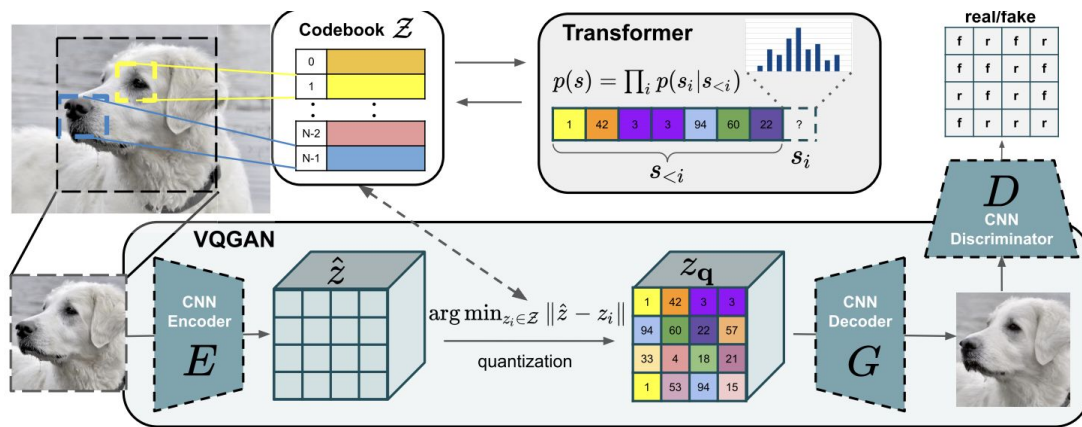 Codebook 𝒵
0
1
N-2
N-1
Transformer
p(s) = ∏ᵢ p(sᵢ|s<ᵢ)
1 42 3 3 94 60 22 ?
s<ᵢ
sᵢ
real/fake
f r f r
f f r f
r f r f
f r r r
D
CNN
Discriminator
VQGAN
CNN
Encoder
E
ẑ
arg min_{zᵢ∈𝒵} ‖ẑ − zᵢ‖
quantization
z_q
1 42 3 3
94 60 22 57
33 4 18 21
1 53 94 15
CNN
Decoder
G